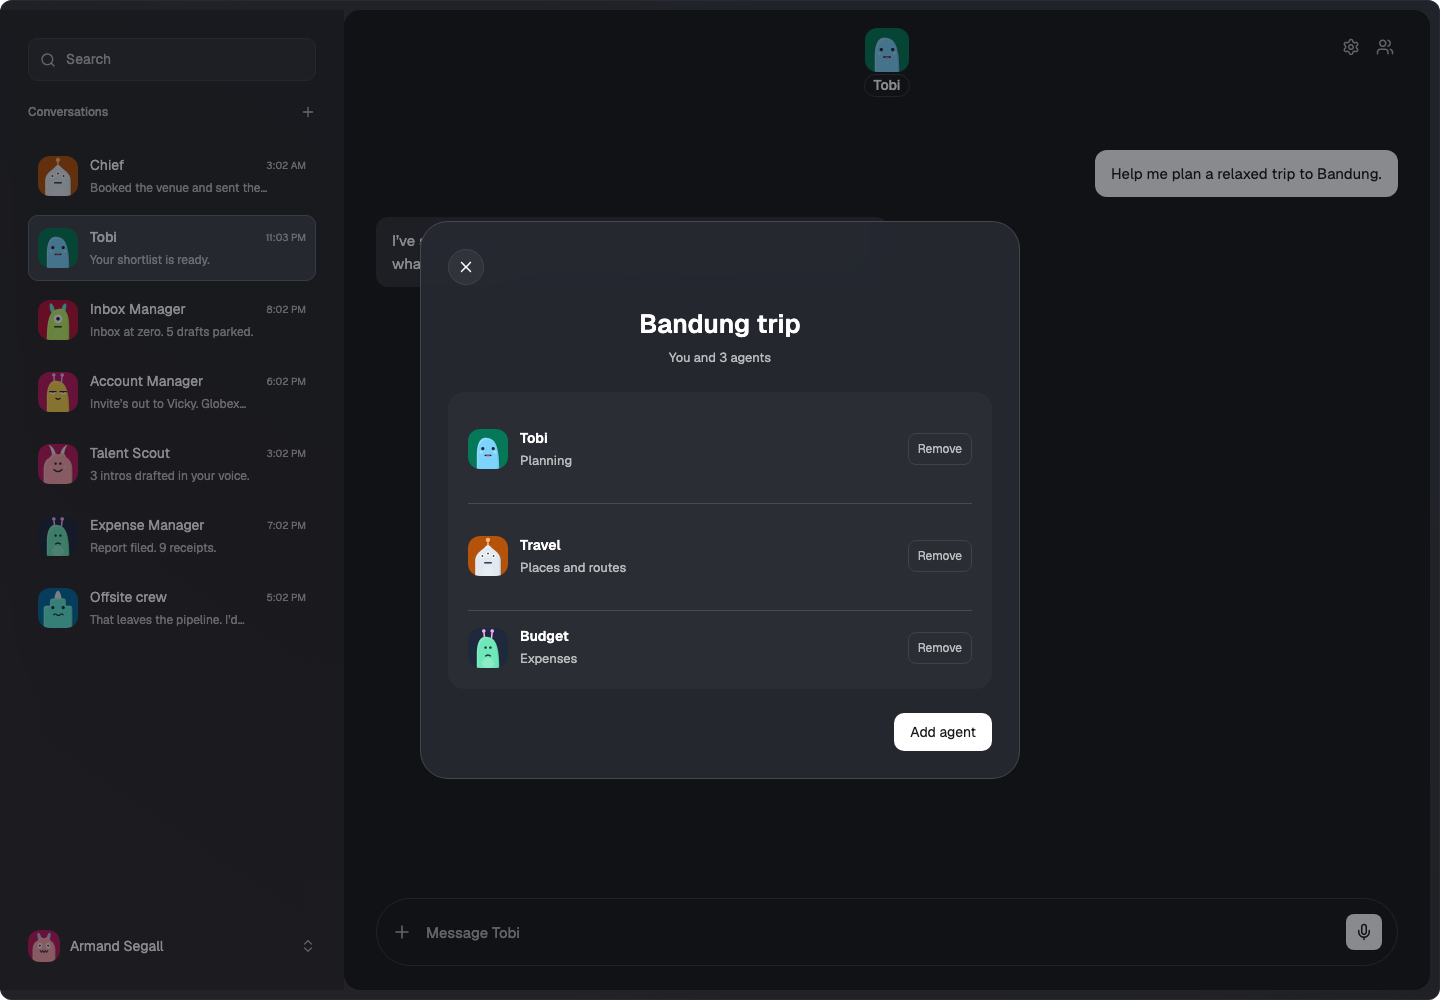 Search
Conversations
Chief
3:02 AM
Booked the venue and sent the…
Tobi
11:03 PM
Your shortlist is ready.
Inbox Manager
8:02 PM
Inbox at zero. 5 drafts parked.
Account Manager
6:02 PM
Invite's out to Vicky. Globex…
Talent Scout
3:02 PM
3 intros drafted in your voice.
Expense Manager
7:02 PM
Report filed. 9 receipts.
Offsite crew
5:02 PM
That leaves the pipeline. I'd…
Armand Segall
Tobi
Help me plan a relaxed trip to Bandung.
I've
Bandung trip
You and 3 agents
Tobi
Planning
Remove
Travel
Places and routes
Remove
Budget
Expenses
Remove
Add agent
Message Tobi